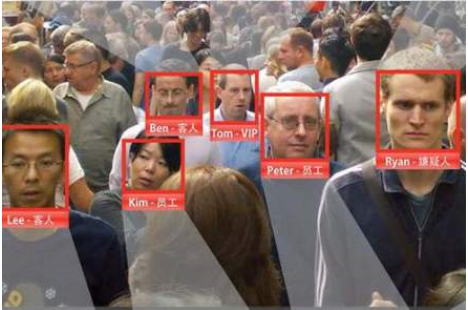 Ben - 客人
Tom - VIP
Peter - 员工
Ryan - 嫌疑人
Kim - 员工
Lee - 客人